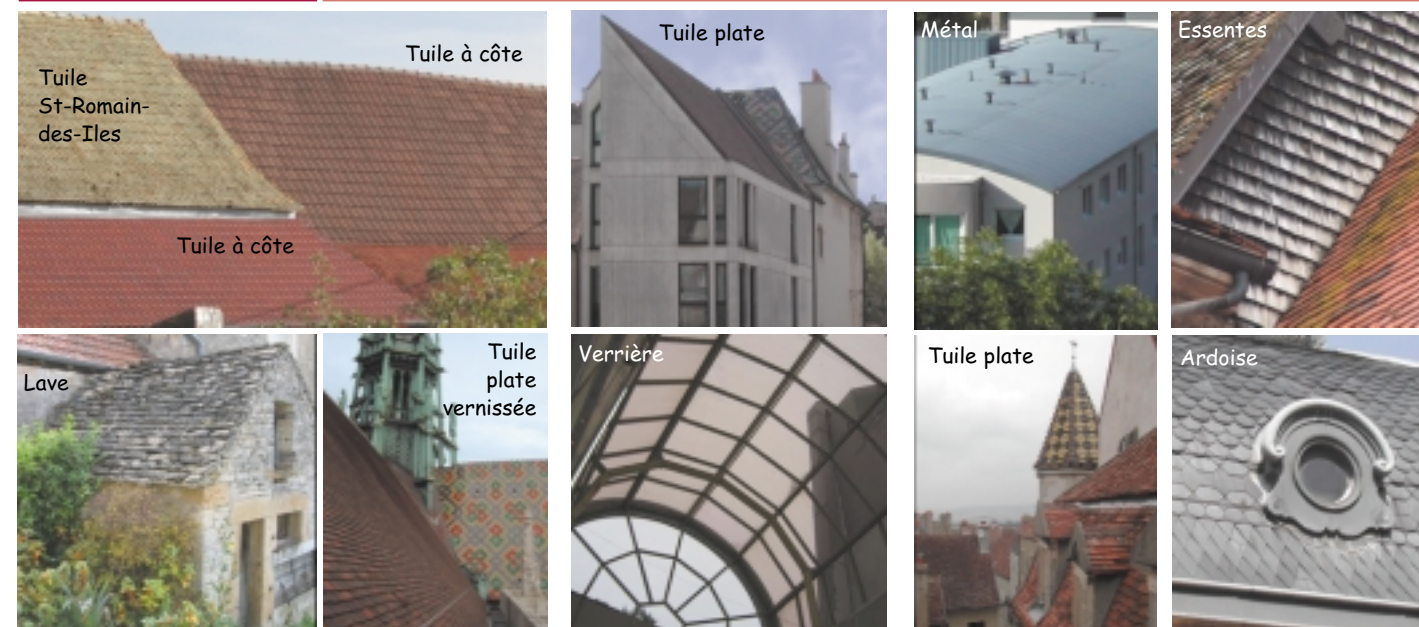 Tuile
St-Romain-
des-Iles
Tuile à côte
Tuile à côte
Tuile plate
Métal
Essentes
Lave
Tuile
plate
vernissée
Verrière
Tuile plate
Ardoise